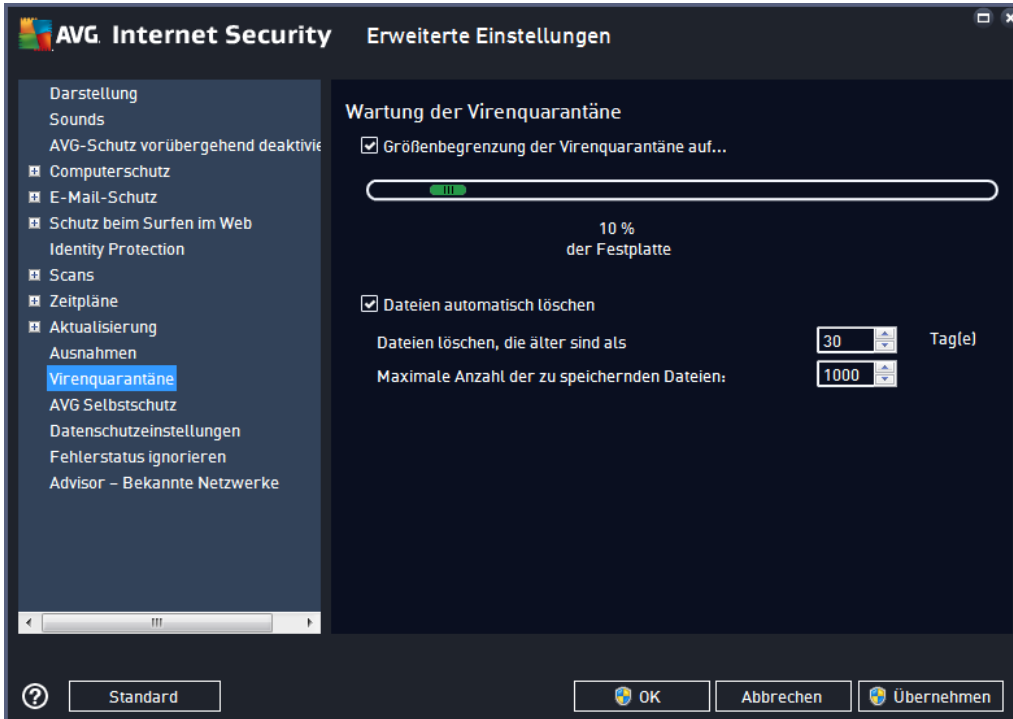 AVG. Internet Security Erweiterte Einstellungen
Darstellung
Sounds
AVG-Schutz vorübergehend deaktivie
Computerschutz
E-Mail-Schutz
Schutz beim Surfen im Web
Identity Protection
Scans
Zeitpläne
Aktualisierung
Ausnahmen
Virenquarantäne
AVG Selbstschutz
Datenschutzeinstellungen
Fehlerstatus ignorieren
Advisor – Bekannte Netzwerke
Wartung der Virenquarantäne
Größenbegrenzung der Virenquarantäne auf...
10 %
der Festplatte
Dateien automatisch löschen
Dateien löschen, die älter sind als 30 Tag(e)
Maximale Anzahl der zu speichernden Dateien: 1000
? Standard OK Abbrechen Übernehmen